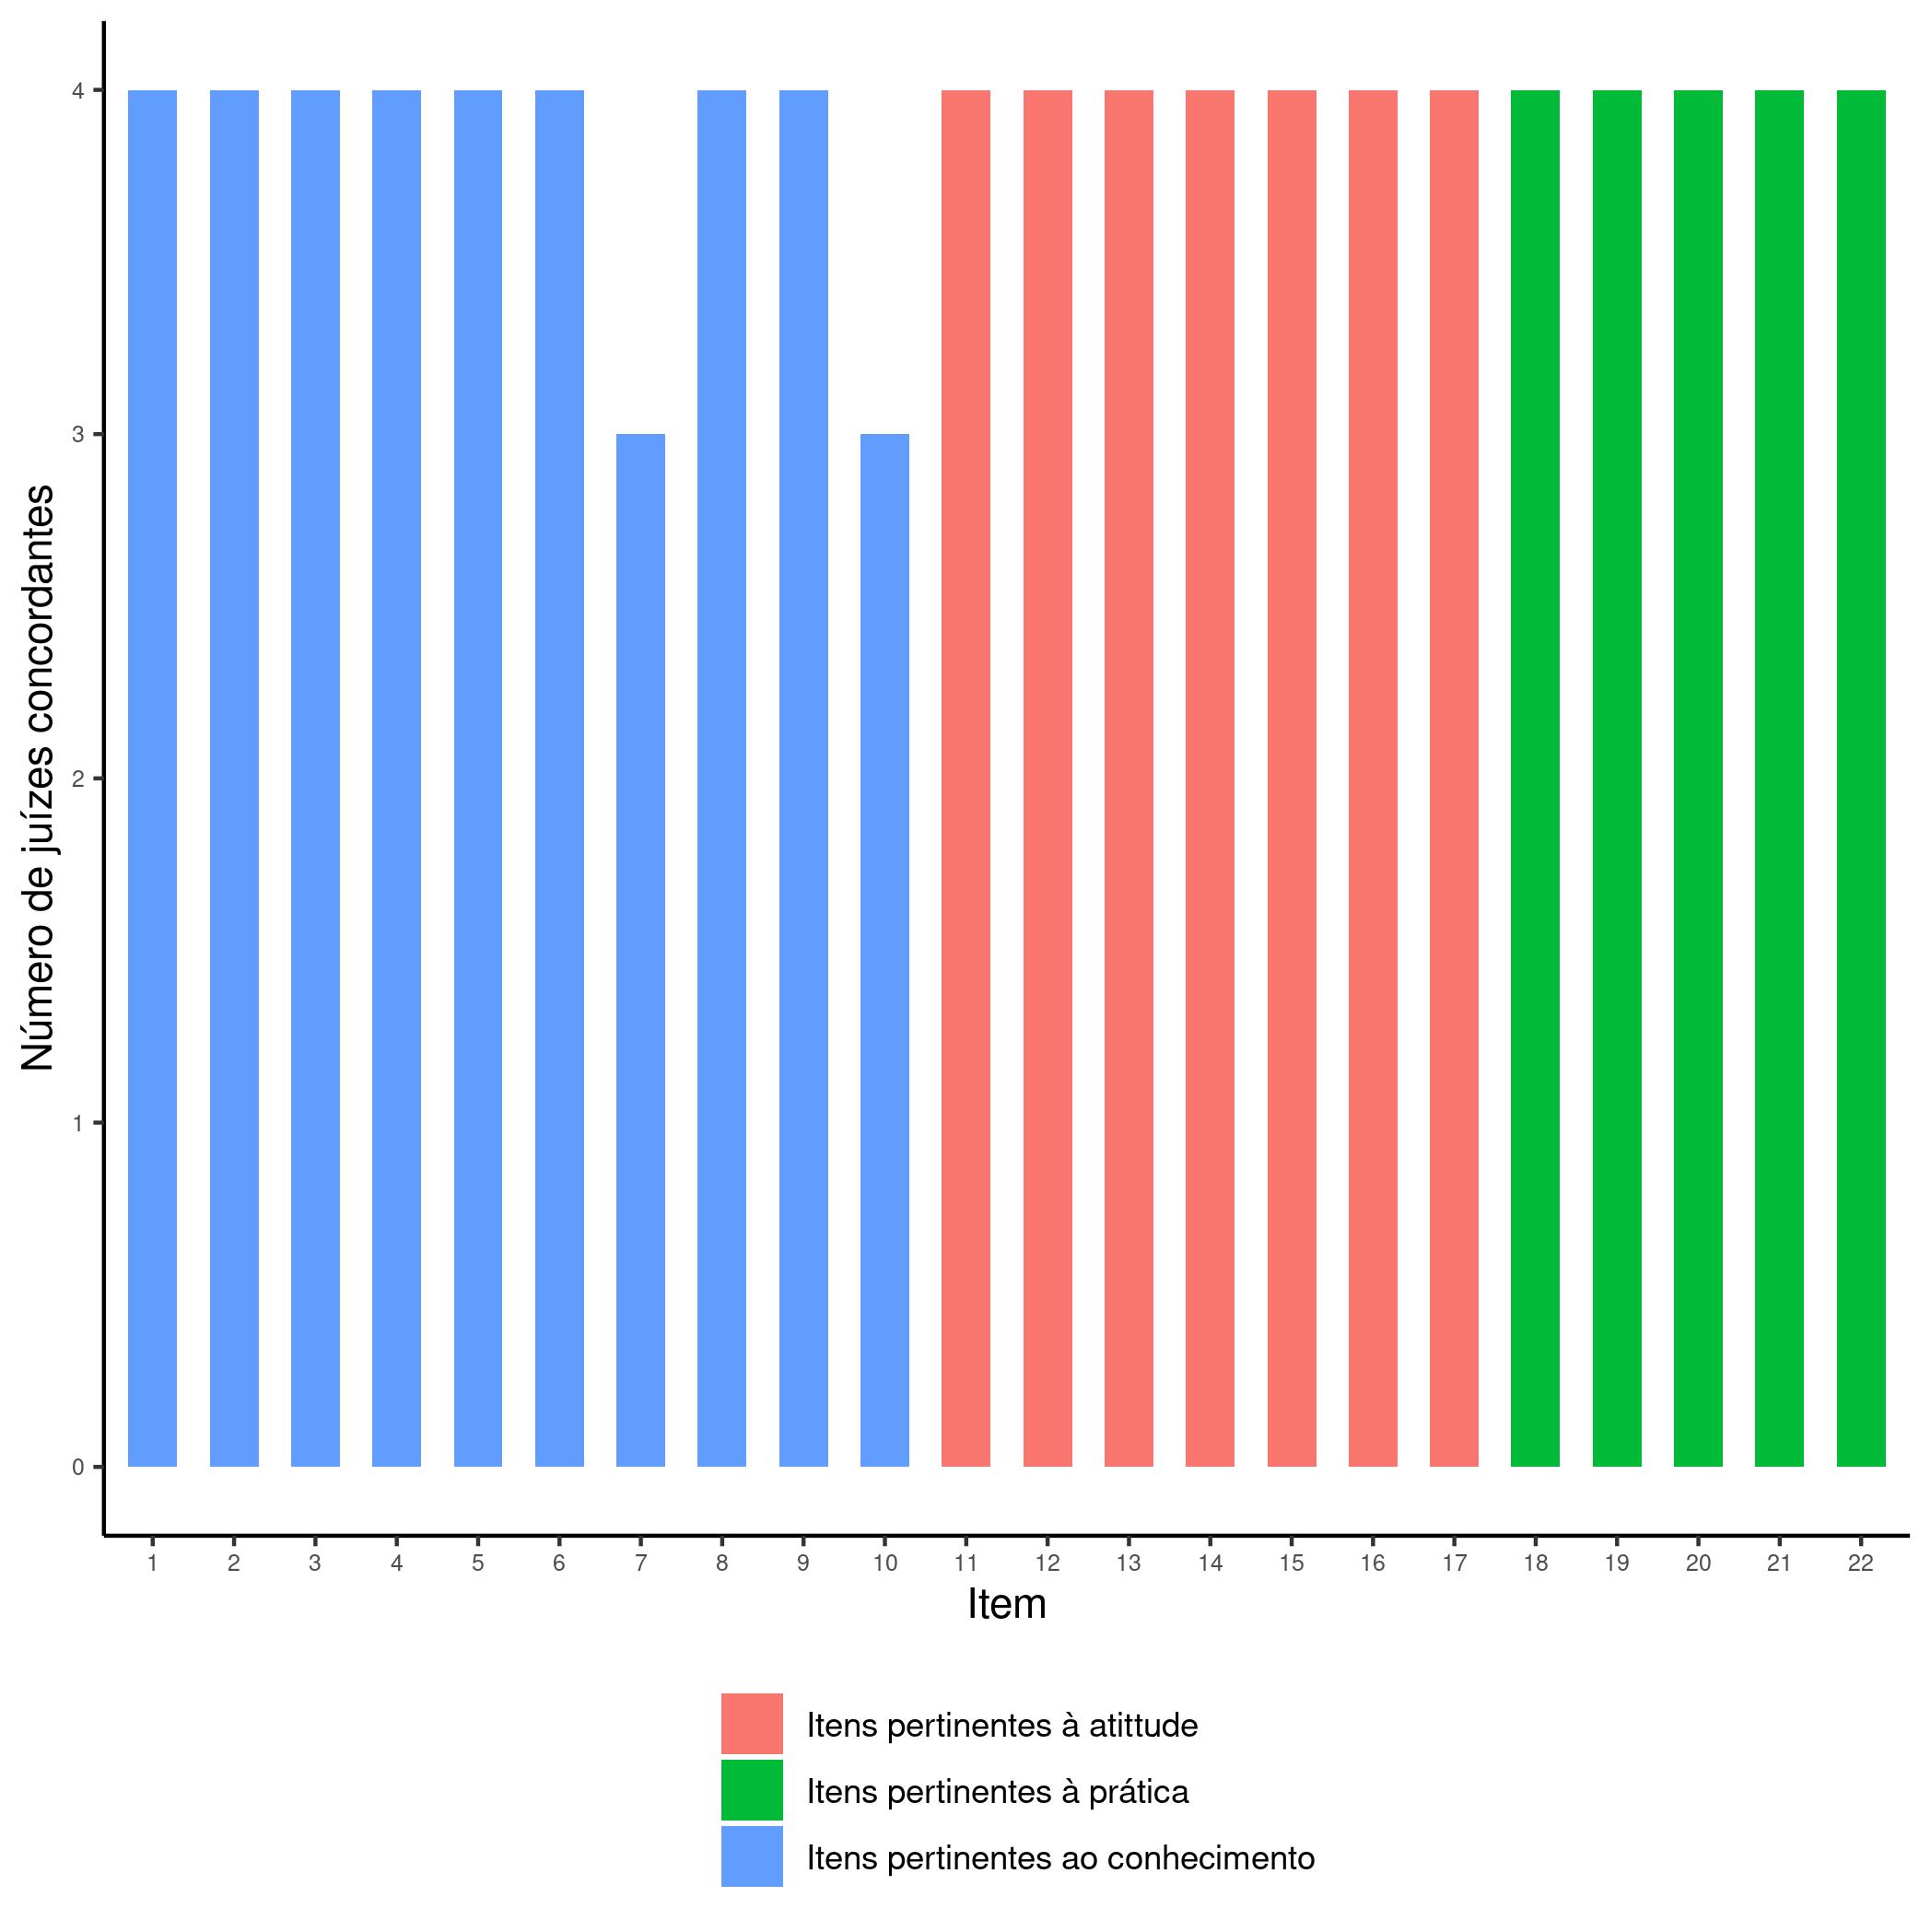 Número de juízes concordantes
4
3
2
1
0
1 2 3 4 5 6 7 8 9 10 11 12 13 14 15 16 17 18 19 20 21 22
Item
Itens pertinentes à atittude
Itens pertinentes à prática
Itens pertinentes ao conhecimento